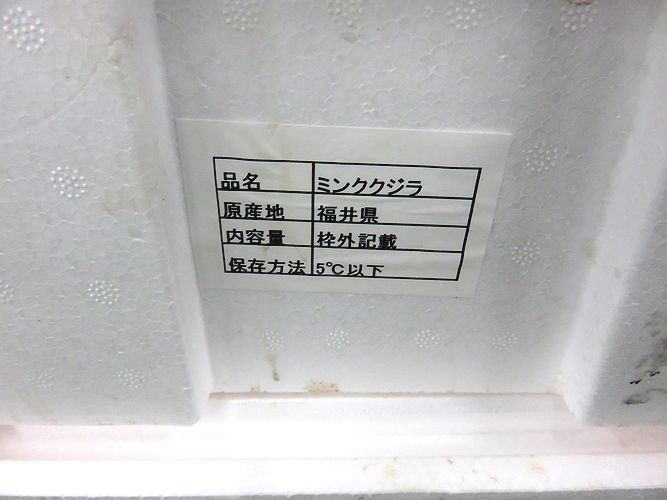 品名 ミンククジラ
原産地 福井県
内容量 枠外記載
保存方法 5℃以下